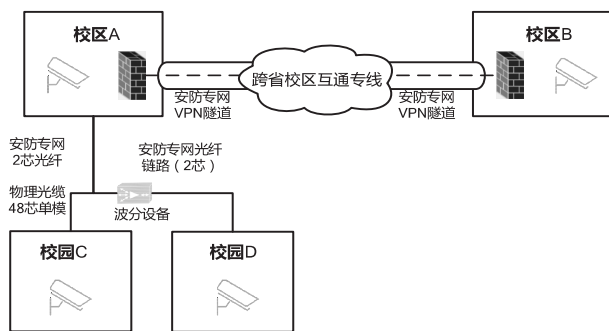 校区A
校区B
跨省校区互通专线
安防专网
VPN隧道
安防专网
VPN隧道
安防专网
2芯光纤
安防专网光纤
链路（2芯）
物理光缆
48芯单模
波分设备
校园C
校园D